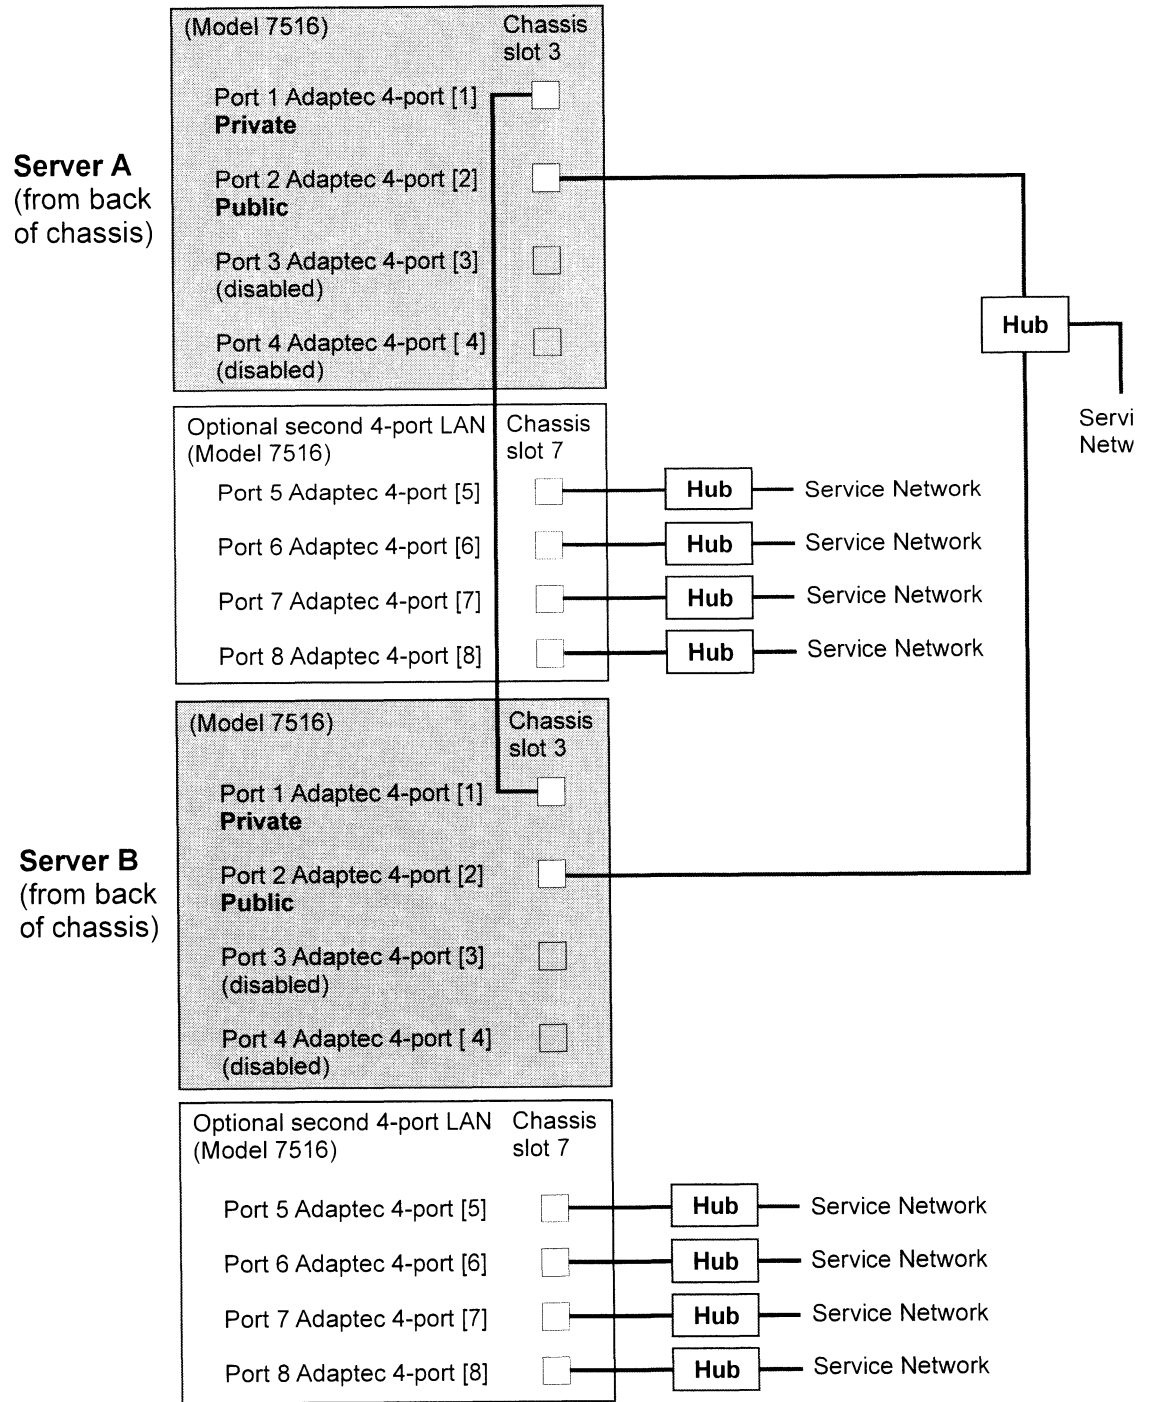 (Model 7516)
Chassis
slot 3
Port 1 Adaptec 4-port [1]
Private
Server A
(from back
of chassis)
Port 2 Adaptec 4-port [2]
Public
Port 3 Adaptec 4-port [3]
(disabled)
Port 4 Adaptec 4-port [ 4]
(disabled)
Hub
Servi
Netw
Optional second 4-port LAN
(Model 7516)
Chassis
slot 7
Port 5 Adaptec 4-port [5]
Hub
Service Network
Port 6 Adaptec 4-port [6]
Hub
Service Network
Port 7 Adaptec 4-port [7]
Hub
Service Network
Port 8 Adaptec 4-port [8]
Hub
Service Network
(Model 7516)
Chassis
slot 3
Port 1 Adaptec 4-port [1]
Private
Server B
(from back
of chassis)
Port 2 Adaptec 4-port [2]
Public
Port 3 Adaptec 4-port [3]
(disabled)
Port 4 Adaptec 4-port [ 4]
(disabled)
Optional second 4-port LAN
(Model 7516)
Chassis
slot 7
Port 5 Adaptec 4-port [5]
Hub
Service Network
Port 6 Adaptec 4-port [6]
Hub
Service Network
Port 7 Adaptec 4-port [7]
Hub
Service Network
Port 8 Adaptec 4-port [8]
Hub
Service Network